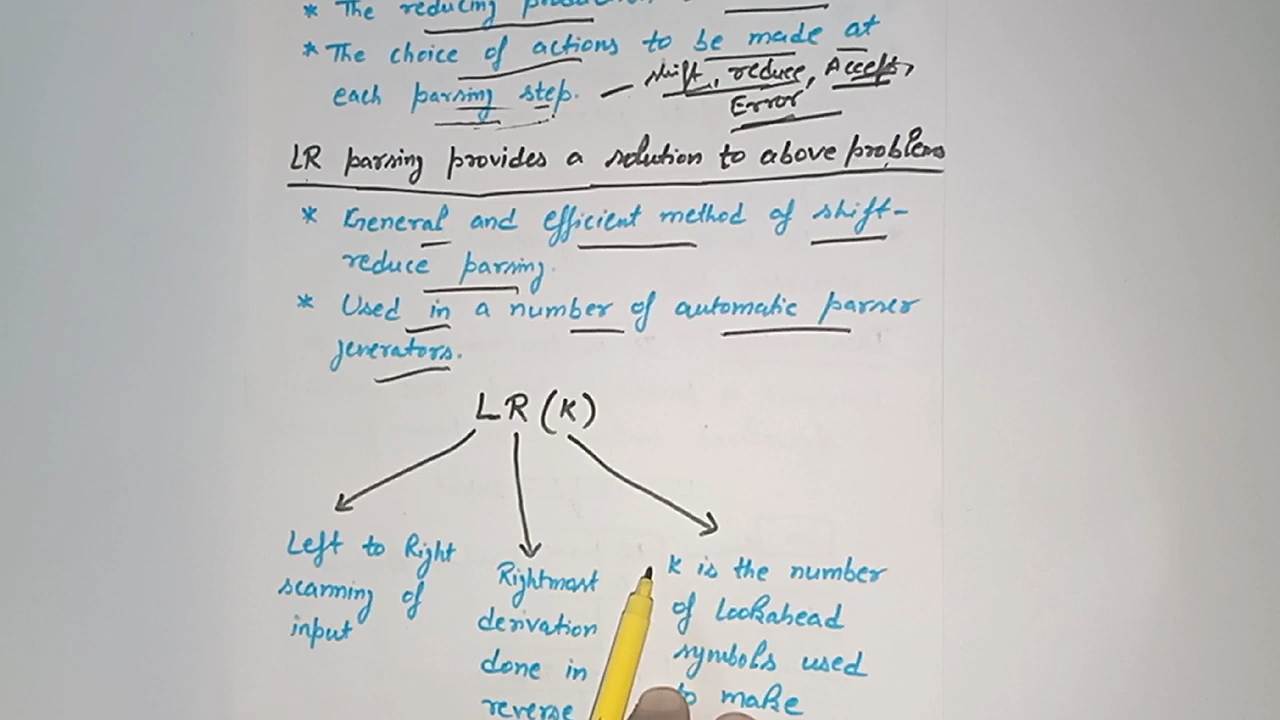 * The reducing
* The choice of actions to be made at
each parsing step. — shift, reduce, Accept,
Error
LR parsing provides a solution to above problems
* General and efficient method of shift-
reduce parsing.
* Used in a number of automatic parser
generators.
LR (K)
Left to Right
scanning of
input
Rightmost
derivation
done in
reverse
K is the number
of Lookahead
symbols used
to make